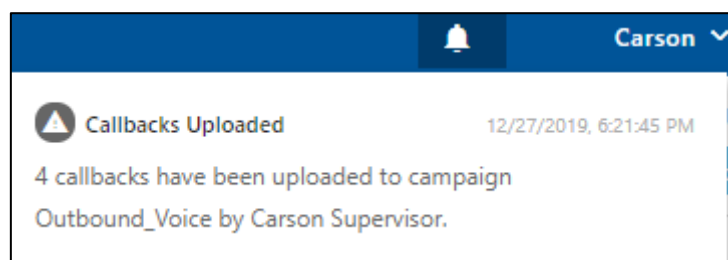 Carson
Callbacks Uploaded 12/27/2019, 6:21:45 PM
4 callbacks have been uploaded to campaign
Outbound_Voice by Carson Supervisor.